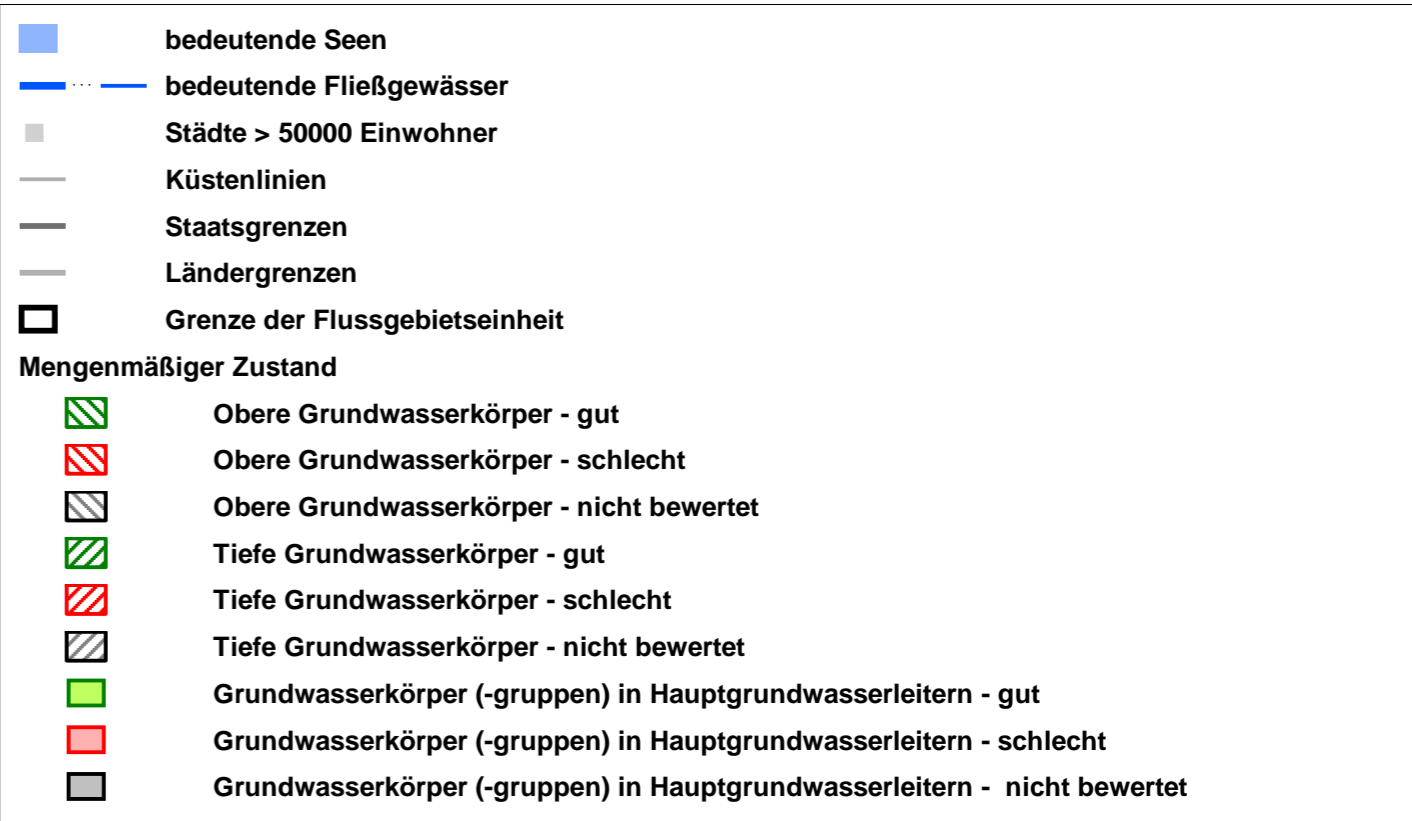 bedeutende Seen
bedeutende Fließgewässer
Städte > 50000 Einwohner
Küstenlinien
Staatsgrenzen
Ländergrenzen
Grenze der Flussgebietseinheit
Mengenmäßiger Zustand
Obere Grundwasserkörper - gut
Obere Grundwasserkörper - schlecht
Obere Grundwasserkörper - nicht bewertet
Tiefe Grundwasserkörper - gut
Tiefe Grundwasserkörper - schlecht
Tiefe Grundwasserkörper - nicht bewertet
Grundwasserkörper (-gruppen) in Hauptgrundwasserleitern - gut
Grundwasserkörper (-gruppen) in Hauptgrundwasserleitern - schlecht
Grundwasserkörper (-gruppen) in Hauptgrundwasserleitern - nicht bewertet